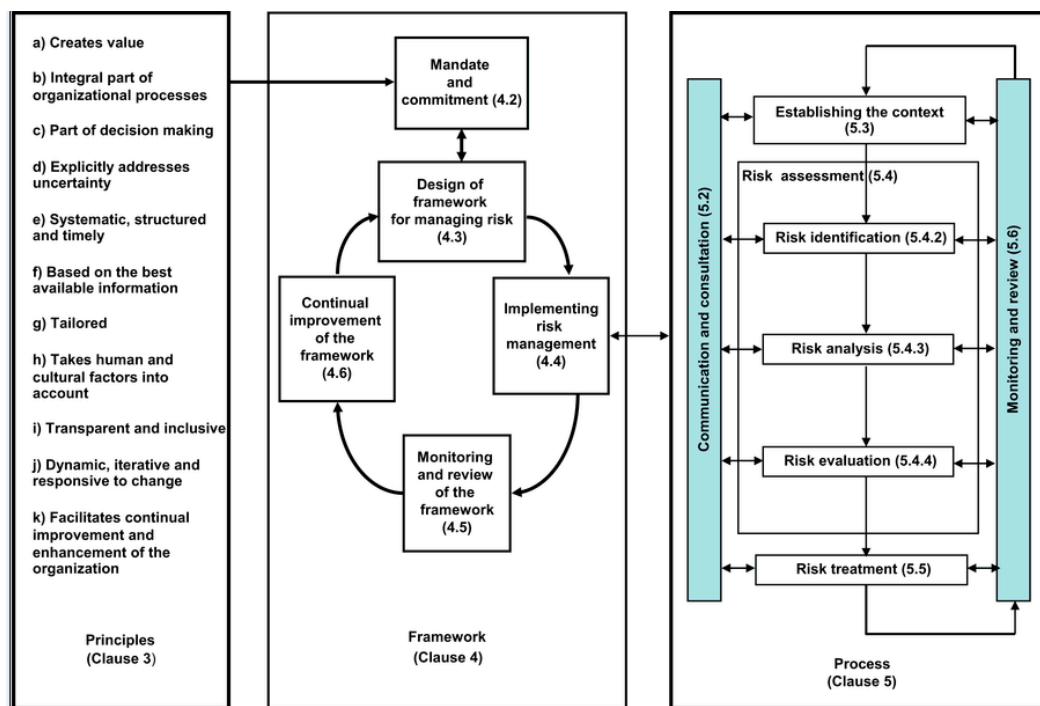 a) Creates value
b) Integral part of
organizational processes
c) Part of decision making
d) Explicitly addresses
uncertainty
e) Systematic, structured
and timely
f) Based on the best
available information
g) Tailored
h) Takes human and
cultural factors into
account
i) Transparent and inclusive
j) Dynamic, iterative and
responsive to change
k) Facilitates continual
improvement and
enhancement of the
organization
Principles
(Clause 3)
Mandate
and
commitment (4.2)
Design of
framework
for managing risk
(4.3)
Implementing
risk
management
(4.4)
Monitoring
and review
of the
framework
(4.5)
Continual
improvement
of the
framework
(4.6)
Framework
(Clause 4)
Communication and consultation (5.2)
Establishing the context
(5.3)
Risk assessment (5.4)
Risk identification (5.4.2)
Risk analysis (5.4.3)
Risk evaluation (5.4.4)
Risk treatment (5.5)
Monitoring and review (5.6)
Process
(Clause 5)